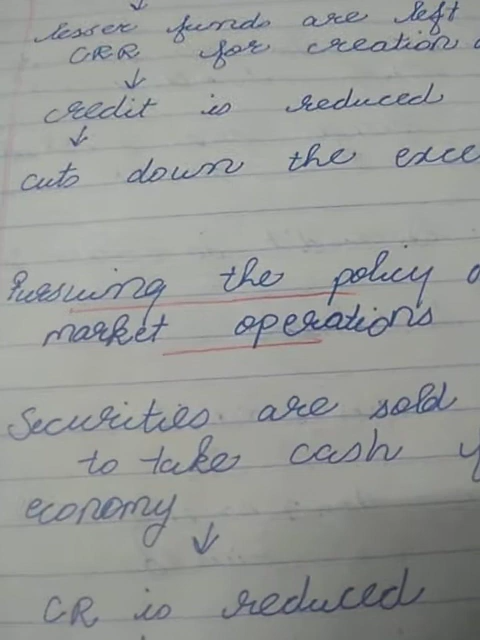 lesser funds are left
CRR for creation
↓
credit is reduced
↓
cuts down the exce
Pursuing the policy
market operations
Securities are sold
to take cash
economy
↓
CR is reduced